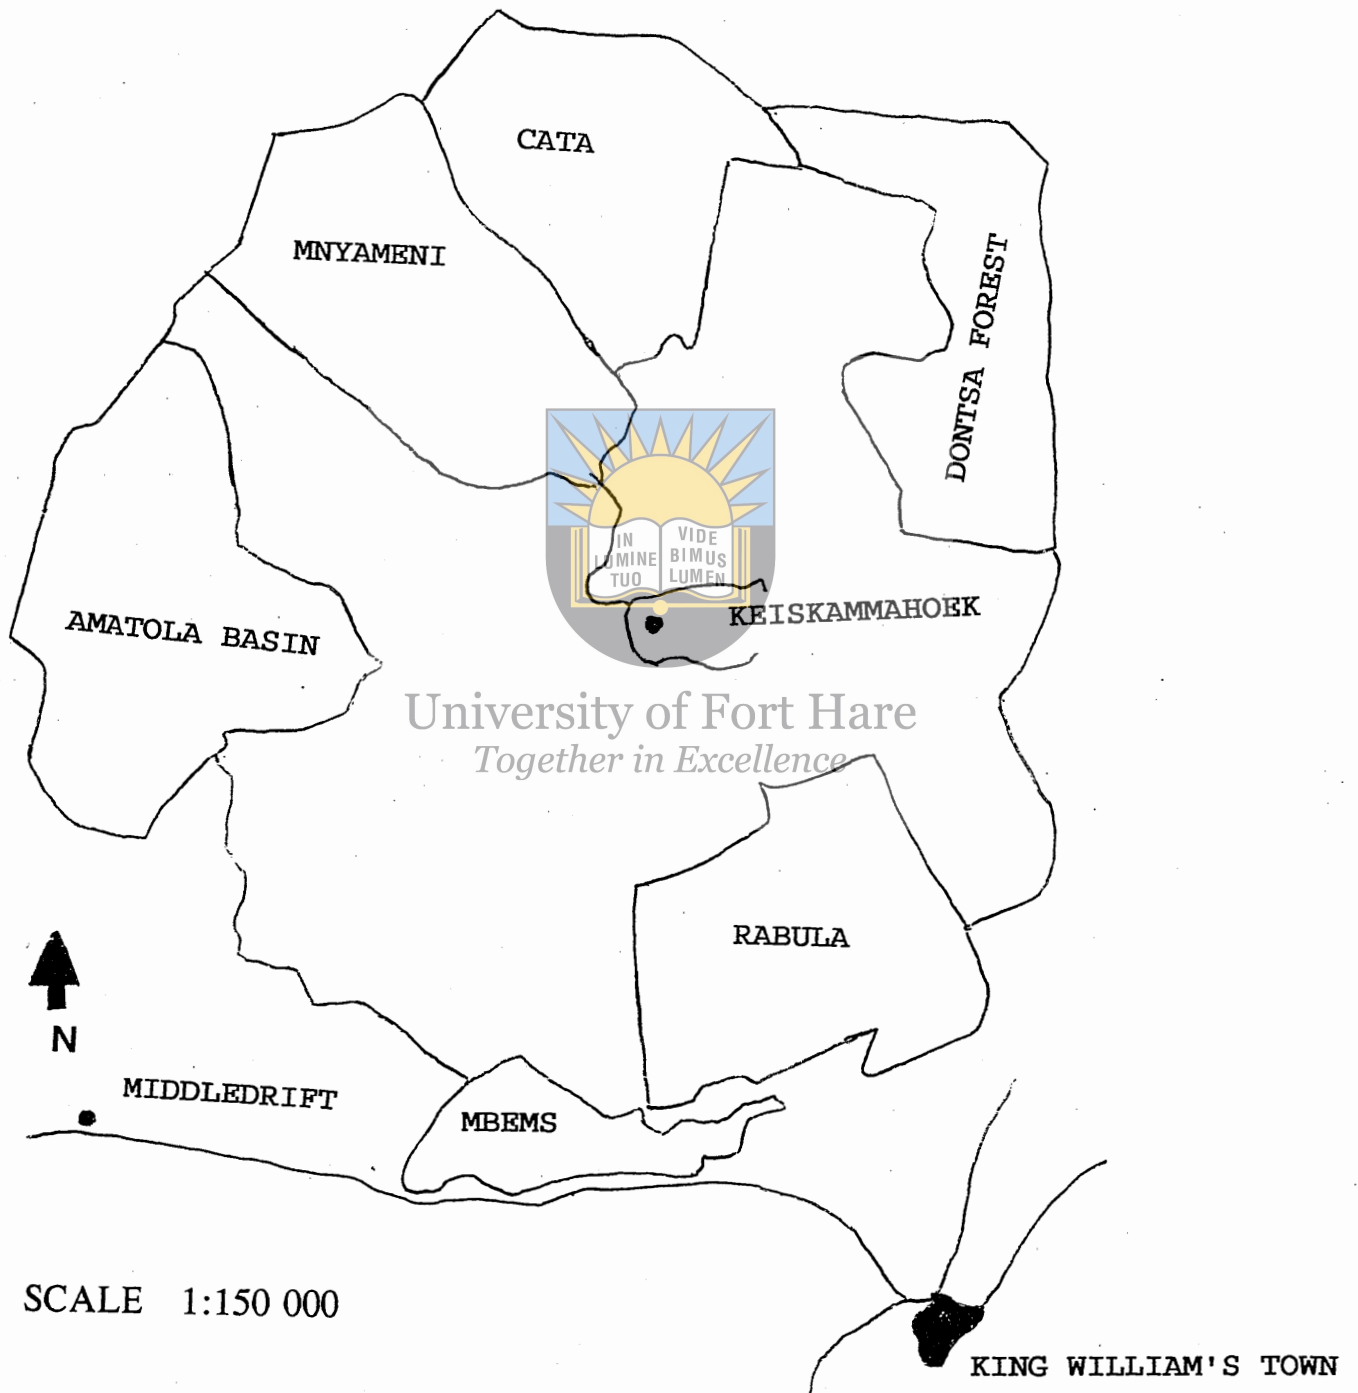 CATA
MNYAMENI
DONTSA FOREST
IN
LUMINE
TUO
VIDE
BIMUS
LUMEN
KEISKAMMAHOEK
AMATOLA BASIN
University of Fort Hare
Together in Excellence
RABULA
N
MIDDLEDRIFT
MBEMS
SCALE 1:150 000
KING WILLIAM'S TOWN